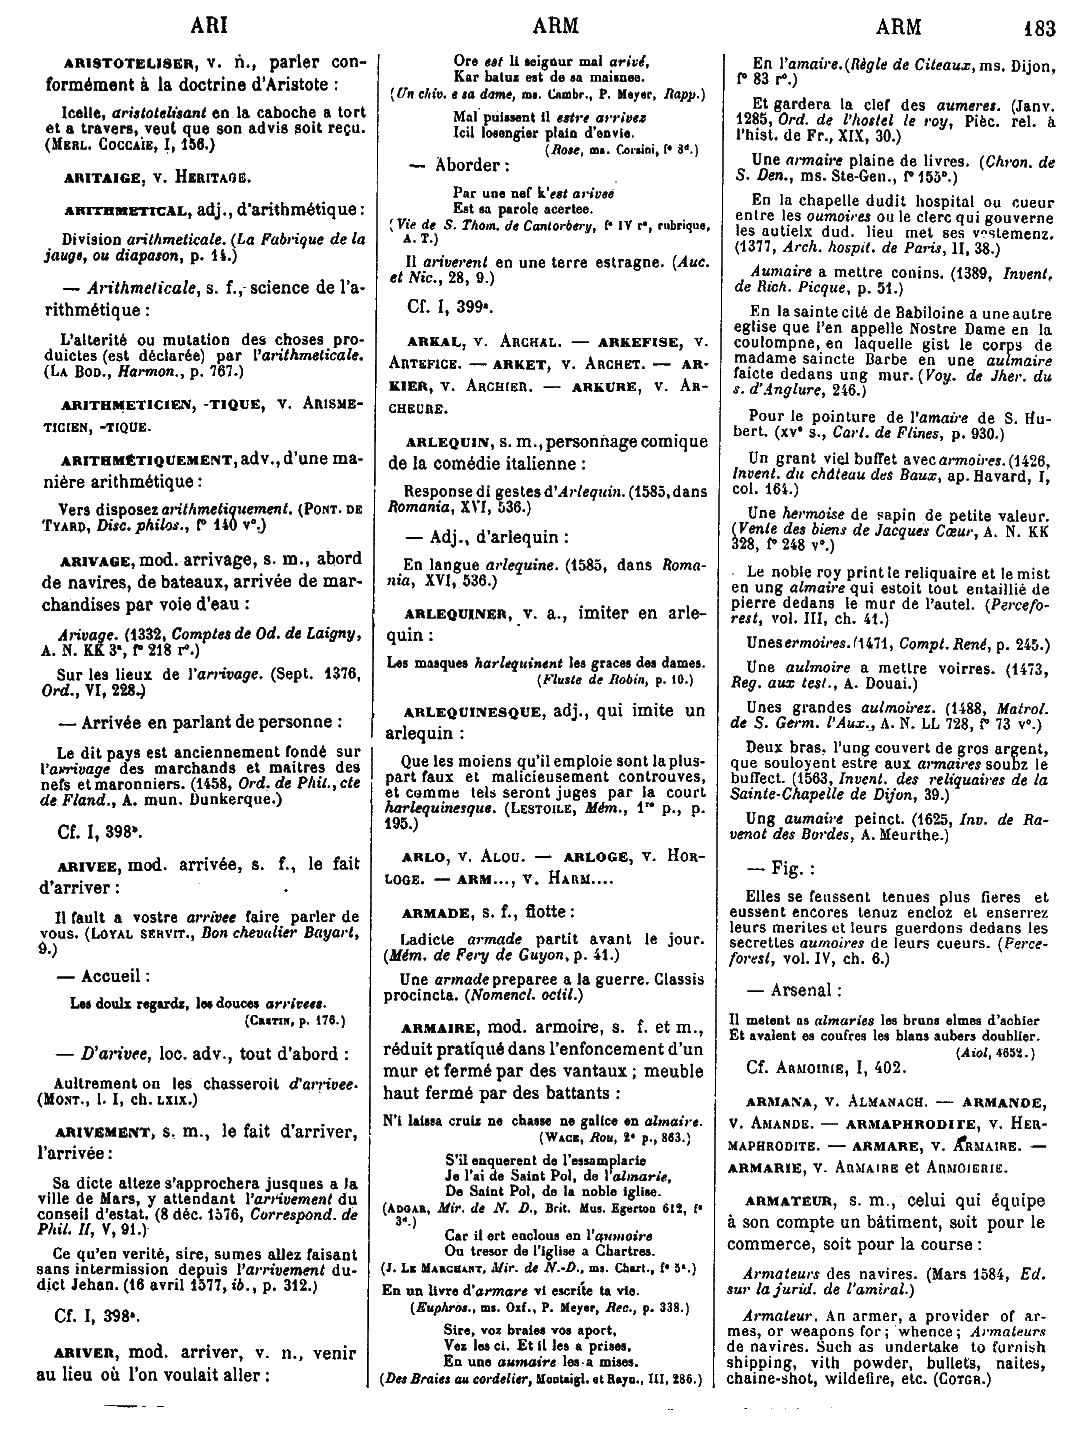 ARI
ARM
ARM
183
ARISTOTELISER, v. n., parler con-
formément à la doctrine d'Aristote :
Icelle, aristotelisant en la caboche a tort
et a travers, veut que son advis soit reçu.
(MERL. COCCAÏE, I, 156.)
ARITAIGE, v. HERITAGE.
ARITHMETICAL, adj., d'arithmétique :
Division arithmeticale. (La Fabrique de la
jauge, ou diapason, p. 14.)
— Arithmeticale, s. f., science de l'a-
rithmétique :
L'alterité ou mutation des choses pro-
duictes (est déclarée) par l'arithmeticale.
(LA BOD., Harmon., p. 767.)
ARITHMETICIEN, -TIQUE, v. ARISME-
TICIEN, -TIQUE.
ARITHMÉTIQUEMENT, adv., d'une ma-
nière arithmétique :
Vers disposez arithmetiquement. (PONT. DE
TYARD, Disc. philos., f° 140 v°.)
ARIVAGE, mod. arrivage, s. m., abord
de navires, de bateaux, arrivée de mar-
chandises par voie d'eau :
Arivage. (1332, Comptes de Od. de Laigny,
A. N. KK 3ª, f° 218 r°.)
Sur les lieux de l'arrivage. (Sept. 1376,
Ord., VI, 228.)
— Arrivée en parlant de personne :
Le dit pays est anciennement fondé sur
l'arrivage des marchands et maitres des
nefs et maronniers. (1458, Ord. de Phil., cte
de Fland., A. mun. Dunkerque.)
Cf. I, 398ᵇ.
ARIVEE, mod. arrivée, s. f., le fait
d'arriver :
Il fault a vostre arrivee faire parler de
vous. (LOYAL SERVIT., Bon chevalier Bayart,
9.)
— Accueil :
Les doulx regardz, les douces arrivees.
(CRETIN, p. 176.)
— D'arivee, loc. adv., tout d'abord :
Aultrement on les chasseroit d'arrivee.
(MONT., l. I, ch. LXIX.)
ARIVEMENT, s. m., le fait d'arriver,
l'arrivée :
Sa dicte alteze s'approchera jusques a la
ville de Mars, y attendant l'arrivement du
conseil d'estat. (8 déc. 1576, Correspond. de
Phil. II, V, 91.)
Ce qu'en verité, sire, sumes allez faisant
sans intermission depuis l'arrivement du-
dict Jehan. (16 avril 1577, ib., p. 312.)
Cf. I, 398ᵃ.
ARIVER, mod. arriver, v. n., venir
au lieu où l'on voulait aller :
Ore est li seignur mal arivé,
Kar batuz est de sa maisnee.
(Un chiv. e sa dame, ms. Cambr., P. Meyer, Rapp.)
Mal puissent il estre arrivez
Icil losengier plain d'envie.
(Rose, ms. Corsini, f° 3ᵈ.)
— Aborder :
Par une nef k'est arivee
Est sa parole acertee.
(Vie de S. Thom. de Cantorbery, f° IV r°, rubrique,
A. T.)
Il ariverent en une terre estragne. (Auc.
et Nic., 28, 9.)
Cf. I, 399ᵃ.
ARKAL, v. ARCHAL. — ARKEFISE, v.
ARTEFICE. — ARKET, v. ARCHET. — AR-
KIER, v. ARCHIER. — ARKURE, v. AR-
CHEURE.
ARLEQUIN, s. m., personnage comique
de la comédie italienne :
Response di gestes d'Arlequin. (1585, dans
Romania, XVI, 536.)
— Adj., d'arlequin :
En langue arlequine. (1585, dans Roma-
nia, XVI, 536.)
ARLEQUINER, v. a., imiter en arle-
quin :
Les masques harlequinent les graces des dames.
(Fluste de Robin, p. 10.)
ARLEQUINESQUE, adj., qui imite un
arlequin :
Que les moiens qu'il emploie sont la plus-
part faux et malicieusement controuves,
et comme tels seront juges par la court
harlequinesque. (LESTOILE, Mém., 1ʳᵉ p., p.
195.)
ARLO, v. ALOU. — ARLOGE, v. HOR-
LOGE. — ARM..., v. HARM....
ARMADE, s. f., flotte :
Ladicte armade partit avant le jour.
(Mém. de Fery de Guyon, p. 41.)
Une armade preparee a la guerre. Classis
procincta. (Nomencl. octil.)
ARMAIRE, mod. armoire, s. f. et m.,
réduit pratiqué dans l'enfoncement d'un
mur et fermé par des vantaux ; meuble
haut fermé par des battants :
N'i laissa cruiz ne chasse ne galice en almaire.
(WACE, Rou, 2ᵉ p., 863.)
S'il enquerent de l'essamplarie
Je l'ai de Saint Pol, de l'almarie,
De Saint Pol, de la noble iglise.
(ADGAR, Mir. de N. D., Brit. Mus. Egerton 612, f°
3ᵈ.)
Car il ert enclous en l'aumoire
Ou tresor de l'iglise a Chartres.
(J. LE MARCHANT, Mir. de N.-D., ms. Chart., f° 5ᵃ.)
En un livre d'armare vi escrite ta vie.
(Euphros., ms. Oxf., P. Meyer, Rec., p. 338.)
Sire, voz braies vos aport,
Vez les ci. Et il les a prises,
En une aumaire les a mises.
(Des Braies au cordelier, Montaigl. et Rayn., III, 286.)
En l'amaire. (Règle de Citeaux, ms. Dijon,
f° 83 r°.)
Et gardera la clef des aumeres. (Janv.
1285, Ord. de l'hostel le roy, Pièc. rel. à
l'hist. de Fr., XIX, 30.)
Une armaire plaine de livres. (Chron. de
S. Den., ms. Ste-Gen., f° 155ᵇ.)
En la chapelle dudit hospital ou cueur
entre les oumoires ou le clerc qui gouverne
les autielx dud. lieu met ses vestemenz.
(1377, Arch. hospit. de Paris, II, 38.)
Aumaire a mettre conins. (1389, Invent.
de Rich. Picque, p. 51.)
En la sainte cité de Babiloine a une autre
eglise que l'en appelle Nostre Dame en la
coulompne, en laquelle gist le corps de
madame saincte Barbe en une aulmaire
faicte dedans ung mur. (Voy. de Jher. du
s. d'Anglure, 246.)
Pour le pointure de l'amaire de S. Hu-
bert. (XVᵉ s., Cart. de Flines, p. 930.)
Un grant viel buffet avec armoires. (1426,
Invent. du château des Baux, ap. Havard, I,
col. 164.)
Une hermoise de sapin de petite valeur.
(Vente des biens de Jacques Cœur, A. N. KK
328, f° 248 v°.)
Le noble roy print le reliquaire et le mist
en ung almaire qui estoit tout entaillié de
pierre dedans le mur de l'autel. (Percefo-
rest, vol. III, ch. 41.)
Unes ermoires. (1471, Compt. René, p. 245.)
Une aulmoire a mettre voirres. (1473,
Reg. aux test., A. Douai.)
Unes grandes aulmoirez. (1488, Matrol.
de S. Germ. l'Aux., A. N. LL 728, f° 73 v°.)
Deux bras, l'ung couvert de gros argent,
que souloyent estre aux armaires soubz le
buffect. (1563, Invent. des reliquaires de la
Sainte-Chapelle de Dijon, 39.)
Ung aumaire peinct. (1625, Inv. de Ra-
venot des Bordes, A. Meurthe.)
— Fig. :
Elles se feussent tenues plus fieres et
eussent encores tenuz encloz et enserrez
leurs merites et leurs guerdons dedans les
secrettes aumoires de leurs cueurs. (Perce-
forest, vol. IV, ch. 6.)
— Arsenal :
Il metent as almaries les bruns elmes d'achier
Et avalent es coufres les blans aubers doublier.
(Aiol, 4652.)
Cf. ARMOIRIE, I, 402.
ARMANA, v. ALMANACH. — ARMANDE,
v. AMANDE. — ARMAPHRODITE, v. HER-
MAPHRODITE. — ARMARE, v. ARMAIRE. —
ARMARIE, v. ARMAIRE et ARMOIERIE.
ARMATEUR, s. m., celui qui équipe
à son compte un bâtiment, soit pour le
commerce, soit pour la course :
Armateurs des navires. (Mars 1584, Ed.
sur la jurid. de l'amiral.)
Armateur. An armer, a provider of ar-
mes, or weapons for ; whence ; Armateurs
de navires. Such as undertake to furnish
shipping, vith powder, bullets, naites,
chaine-shot, wildefire, etc. (COTGR.)